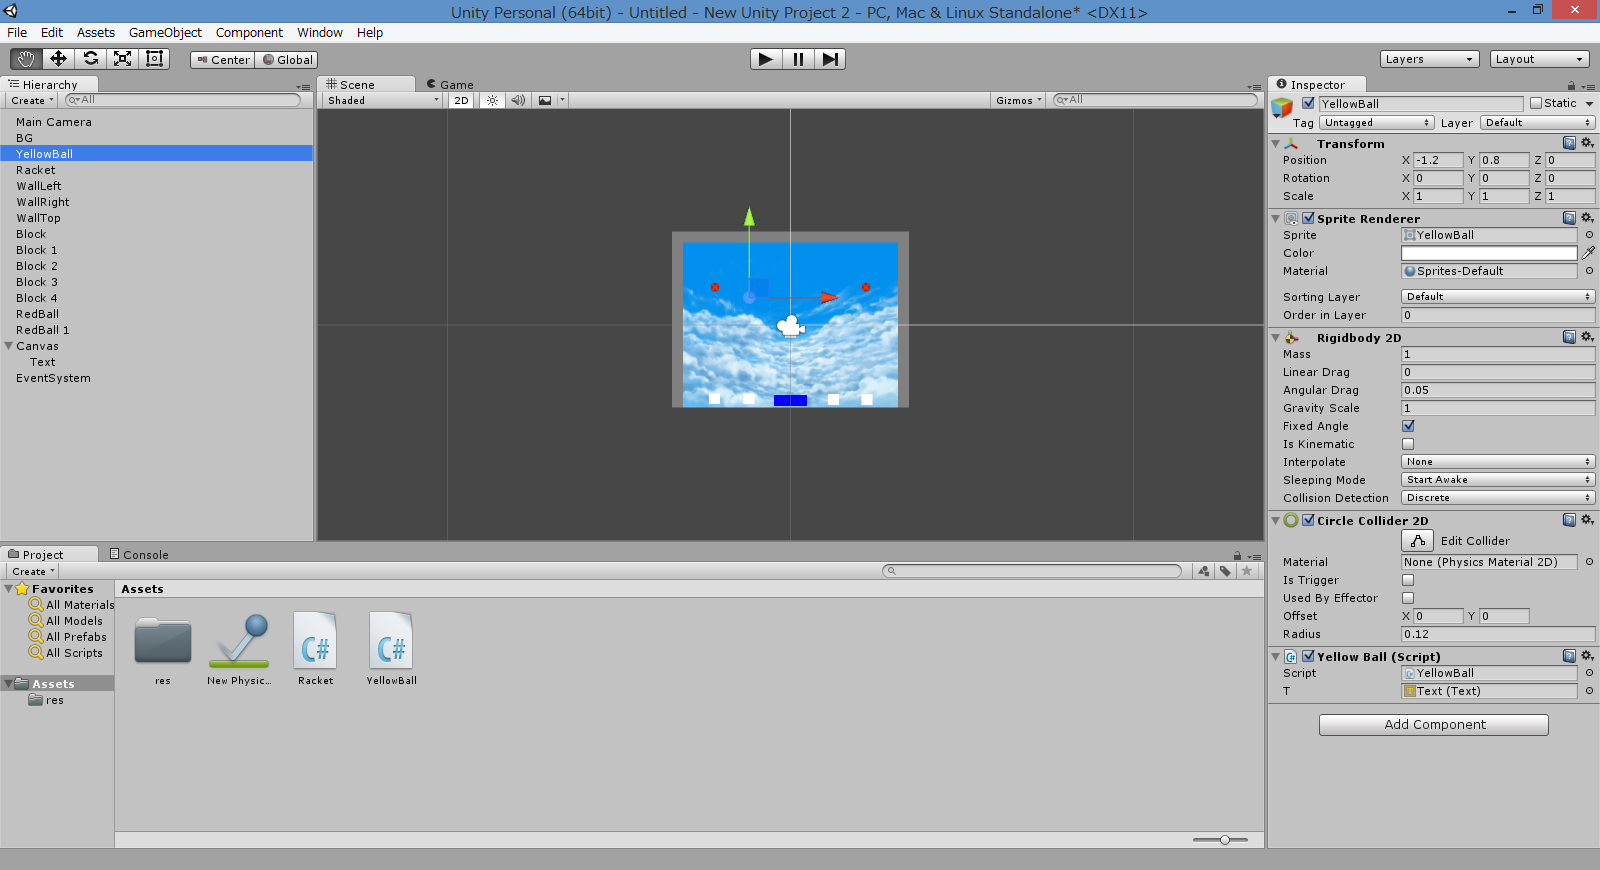 Unity Personal (64bit) - Untitled - New Unity Project 2 - PC, Mac & Linux Standalone* <DX11>
File Edit Assets GameObject Component Window Help
Center Global Layers Layout
Hierarchy
Create All
Main Camera
BG
YellowBall
Racket
WallLeft
WallRight
WallTop
Block
Block 1
Block 2
Block 3
Block 4
RedBall
RedBall 1
Canvas
Text
EventSystem
Scene Game
Shaded 2D Gizmos All
Inspector
YellowBall Static
Tag Untagged Layer Default
Transform
Position X -1.2 Y 0.8 Z 0
Rotation X 0 Y 0 Z 0
Scale X 1 Y 1 Z 1
Sprite Renderer
Sprite YellowBall
Color
Material Sprites-Default
Sorting Layer Default
Order in Layer 0
Rigidbody 2D
Mass 1
Linear Drag 0
Angular Drag 0.05
Gravity Scale 1
Fixed Angle
Is Kinematic
Interpolate None
Sleeping Mode Start Awake
Collision Detection Discrete
Circle Collider 2D
Edit Collider
Material None (Physics Material 2D)
Is Trigger
Used By Effector
Offset X 0 Y 0
Radius 0.12
Yellow Ball (Script)
Script YellowBall
T Text (Text)
Add Component
Project Console
Create
Favorites
All Materials
All Models
All Prefabs
All Scripts
Assets
res
Assets
C# C#
res New Physic... Racket YellowBall